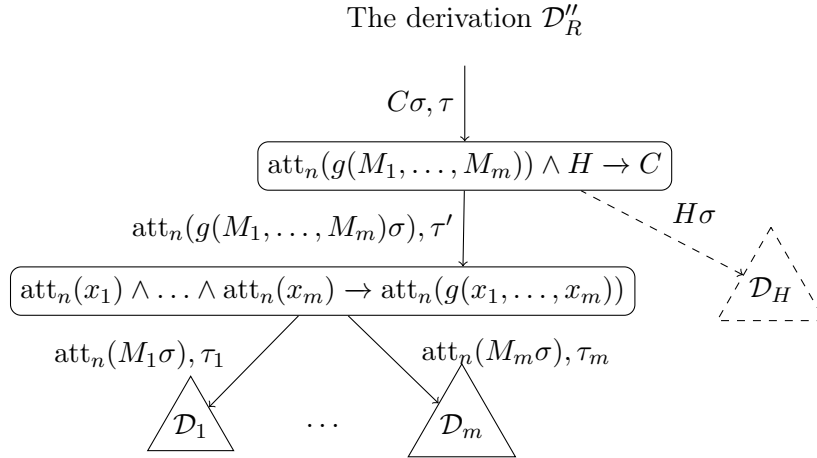 The derivation 𝒟″_R
Cσ, τ
att_n(g(M_1, …, M_m)) ∧ H → C
att_n(g(M_1, …, M_m)σ), τ′
Hσ
att_n(x_1) ∧ … ∧ att_n(x_m) → att_n(g(x_1, …, x_m))
𝒟_H
att_n(M_1σ), τ_1
att_n(M_mσ), τ_m
𝒟_1
…
𝒟_m